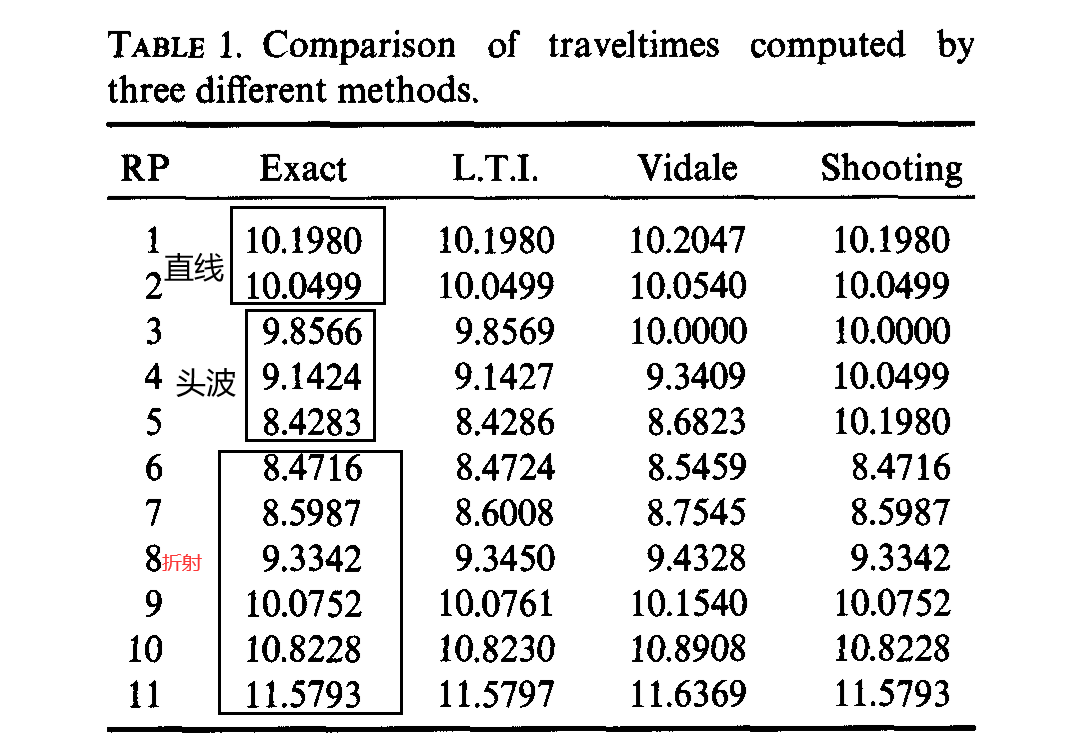 TABLE 1. Comparison of traveltimes computed by
three different methods.
RP Exact L.T.I. Vidale Shooting
1 10.1980 10.1980 10.2047 10.1980
直线
2 10.0499 10.0499 10.0540 10.0499
3 9.8566 9.8569 10.0000 10.0000
4 头波 9.1424 9.1427 9.3409 10.0499
5 8.4283 8.4286 8.6823 10.1980
6 8.4716 8.4724 8.5459 8.4716
7 8.5987 8.6008 8.7545 8.5987
8 折射 9.3342 9.3450 9.4328 9.3342
9 10.0752 10.0761 10.1540 10.0752
10 10.8228 10.8230 10.8908 10.8228
11 11.5793 11.5797 11.6369 11.5793